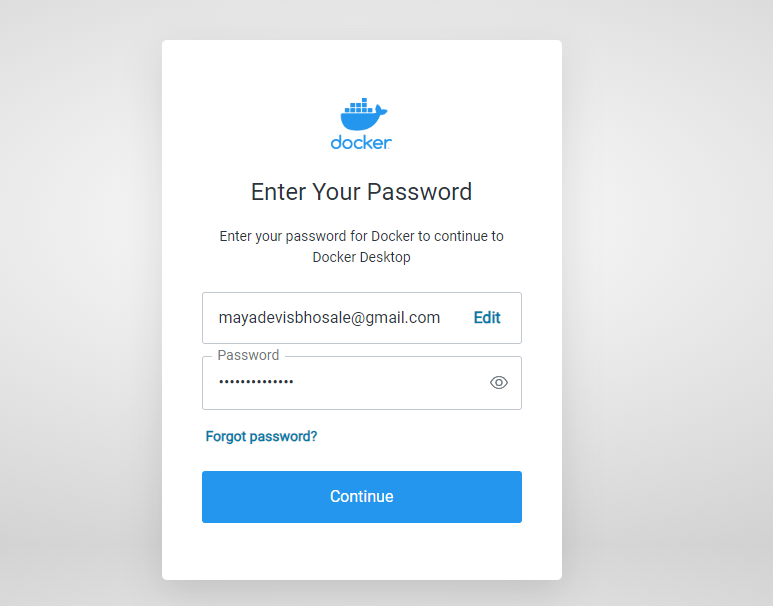 docker
Enter Your Password
Enter your password for Docker to continue to
Docker Desktop
mayadevisbhosale@gmail.com Edit
Password
••••••••••••••
Forgot password?
Continue